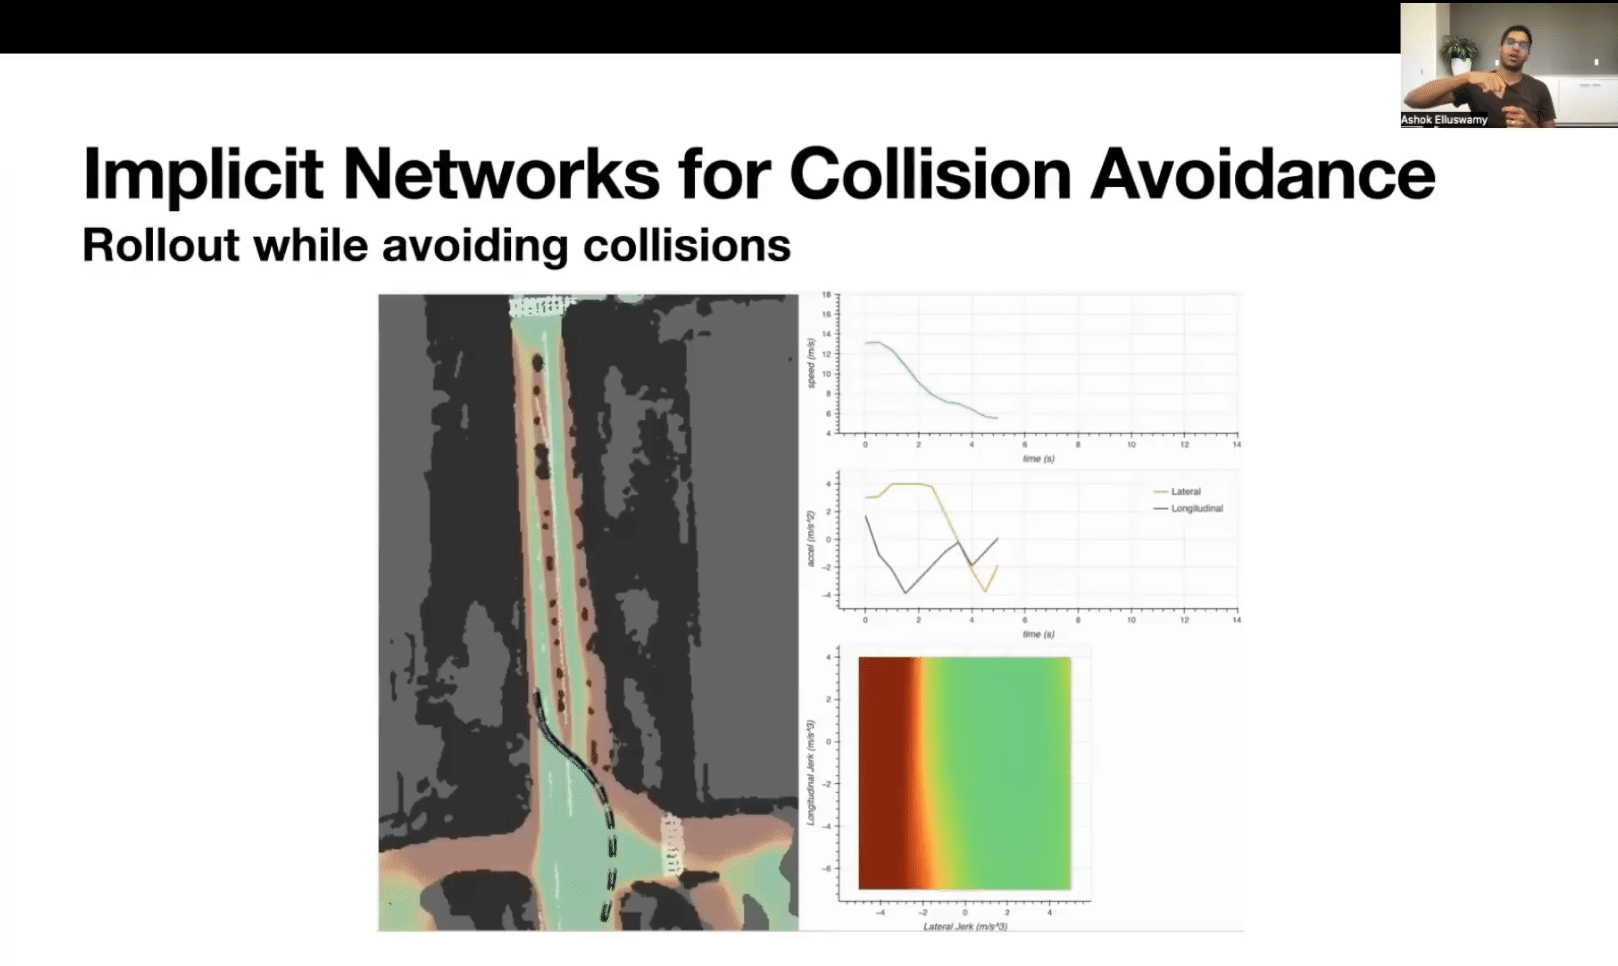 Ashok Elluswamy
Implicit Networks for Collision Avoidance
Rollout while avoiding collisions
18
16
14
12
10
8
6
4
speed (m/s)
0 2 4 6 8 10 12 14
time (s)
4
2
0
-2
-4
accel (m/s^2)
Lateral
Longitudinal
0 2 4 6 8 10 12 14
time (s)
4
2
0
-2
-4
-6
Longitudinal Jerk (m/s^3)
-4 -2 0 2 4
Lateral Jerk (m/s^3)